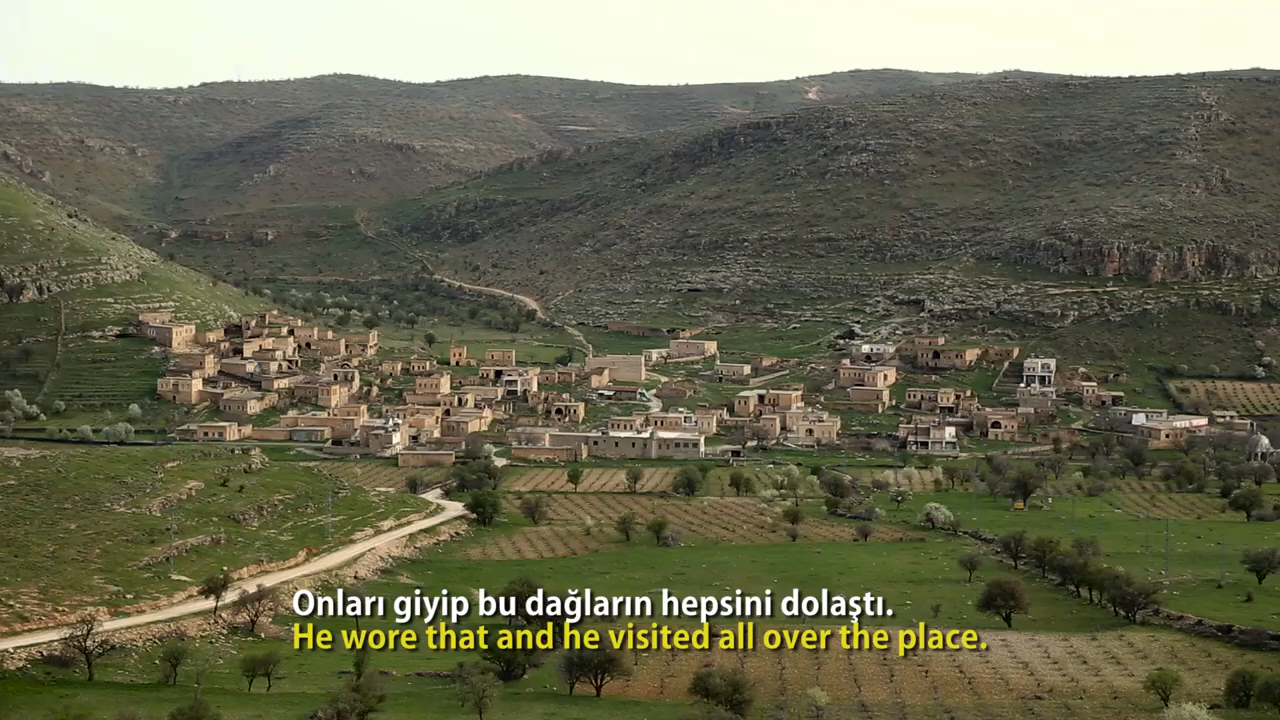 Onları giyip bu dağların hepsini dolaştı.
He wore that and he visited all over the place.